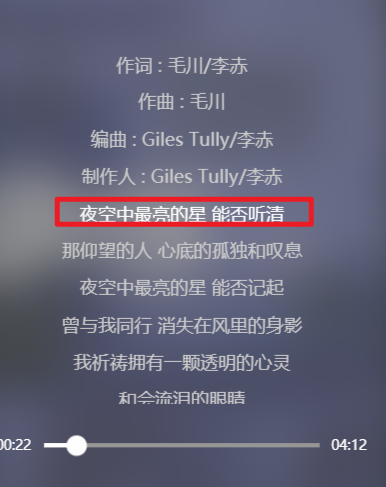 作词 : 毛川/李赤
作曲 : 毛川
编曲 : Giles Tully/李赤
制作人 : Giles Tully/李赤
夜空中最亮的星 能否听清
那仰望的人 心底的孤独和叹息
夜空中最亮的星 能否记起
曾与我同行 消失在风里的身影
我祈祷拥有一颗透明的心灵
和会流泪的眼睛
00:22 04:12